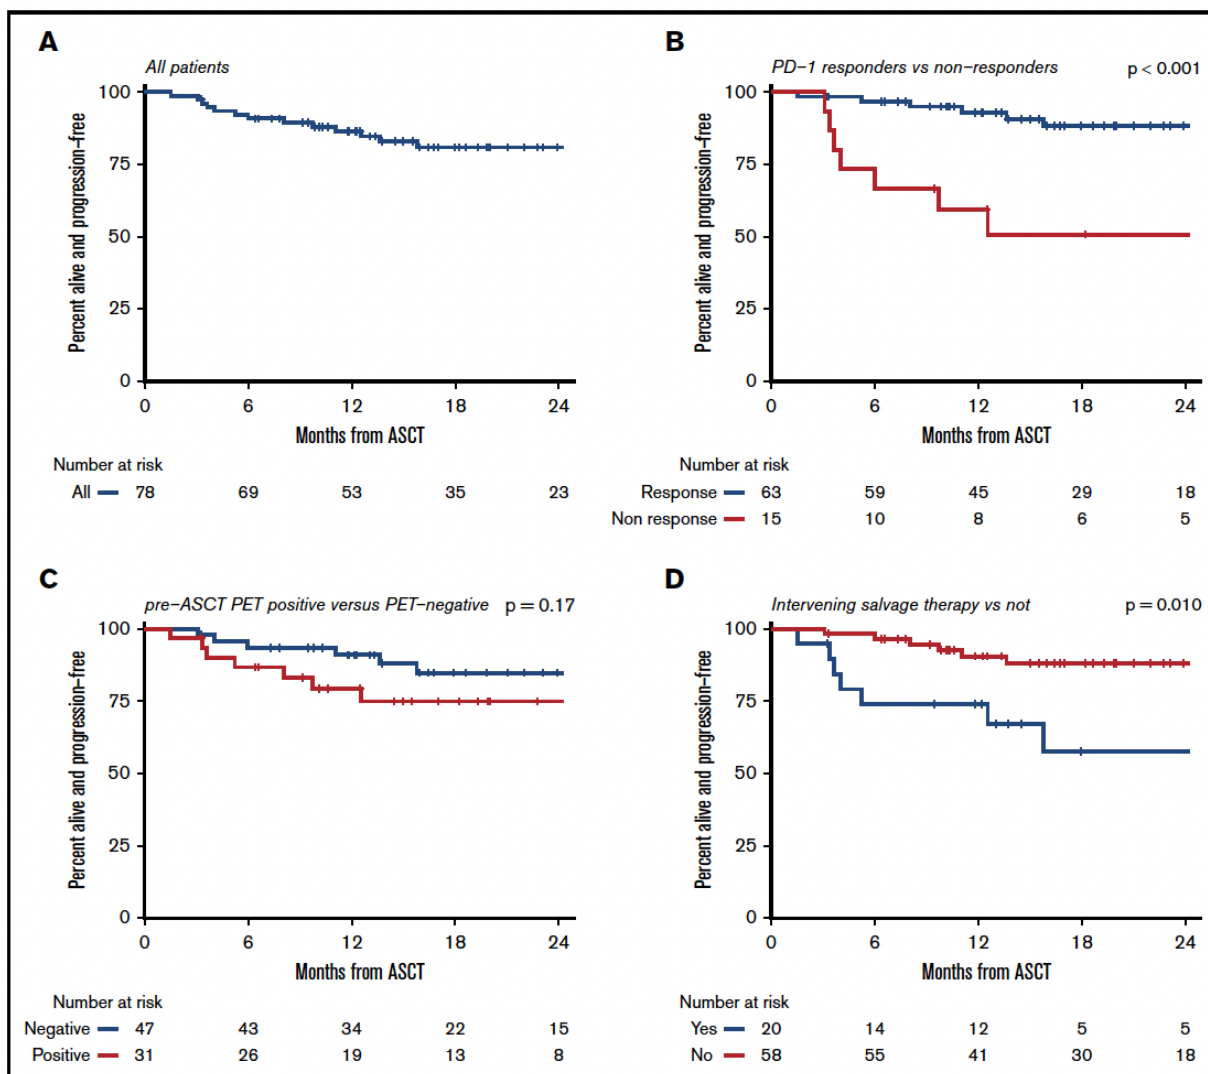 A
All patients
Percent alive and progression-free
100
75
50
25
0
0 6 12 18 24
Months from ASCT
Number at risk
All 78 69 53 35 23
B
PD-1 responders vs non-responders p < 0.001
Percent alive and progression-free
100
75
50
25
0
0 6 12 18 24
Months from ASCT
Number at risk
Response 63 59 45 29 18
Non response 15 10 8 6 5
C
pre-ASCT PET positive versus PET-negative p = 0.17
Percent alive and progression-free
100
75
50
25
0
0 6 12 18 24
Months from ASCT
Number at risk
Negative 47 43 34 22 15
Positive 31 26 19 13 8
D
Intervening salvage therapy vs not p = 0.010
Percent alive and progression-free
100
75
50
25
0
0 6 12 18 24
Months from ASCT
Number at risk
Yes 20 14 12 5 5
No 58 55 41 30 18